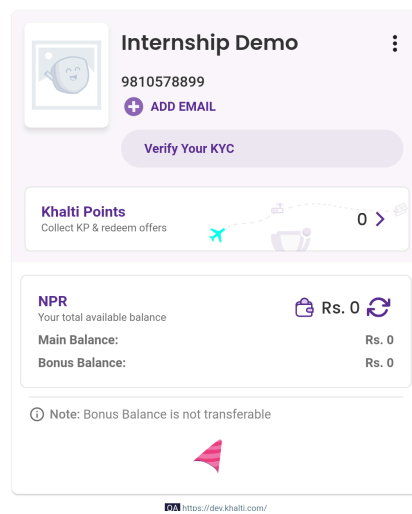 Internship Demo
9810578899
ADD EMAIL
Verify Your KYC
Khalti Points
Collect KP & redeem offers
0
NPR
Your total available balance
Rs. 0
Main Balance:
Rs. 0
Bonus Balance:
Rs. 0
Note: Bonus Balance is not transferable
QA https://dev.khalti.com/